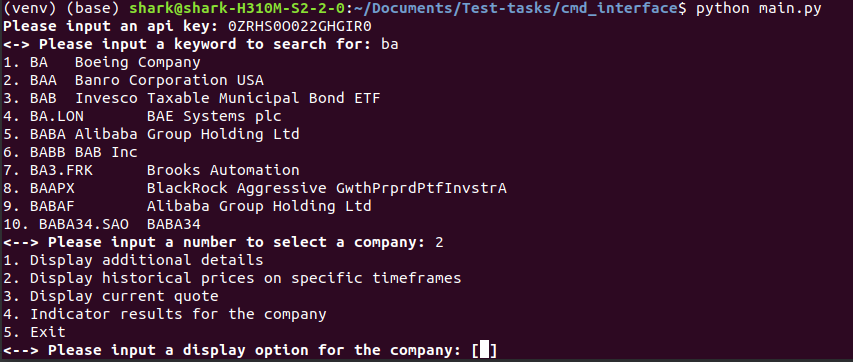 (venv) (base) shark@shark-H310M-S2-2-0:~/Documents/Test-tasks/cmd_interface$ python main.py
Please input an api key: 0ZRHS0O022GHGIR0
<-> Please input a keyword to search for: ba
1. BA   Boeing Company
2. BAA  Banro Corporation USA
3. BAB  Invesco Taxable Municipal Bond ETF
4. BA.LON       BAE Systems plc
5. BABA Alibaba Group Holding Ltd
6. BABB BAB Inc
7. BA3.FRK      Brooks Automation
8. BAAPX        BlackRock Aggressive GwthPrprdPtfInvstrA
9. BABAF        Alibaba Group Holding Ltd
10. BABA34.SAO  BABA34
<--> Please input a number to select a company: 2
1. Display additional details
2. Display historical prices on specific timeframes
3. Display current quote
4. Indicator results for the company
5. Exit
<--> Please input a display option for the company: [ ]